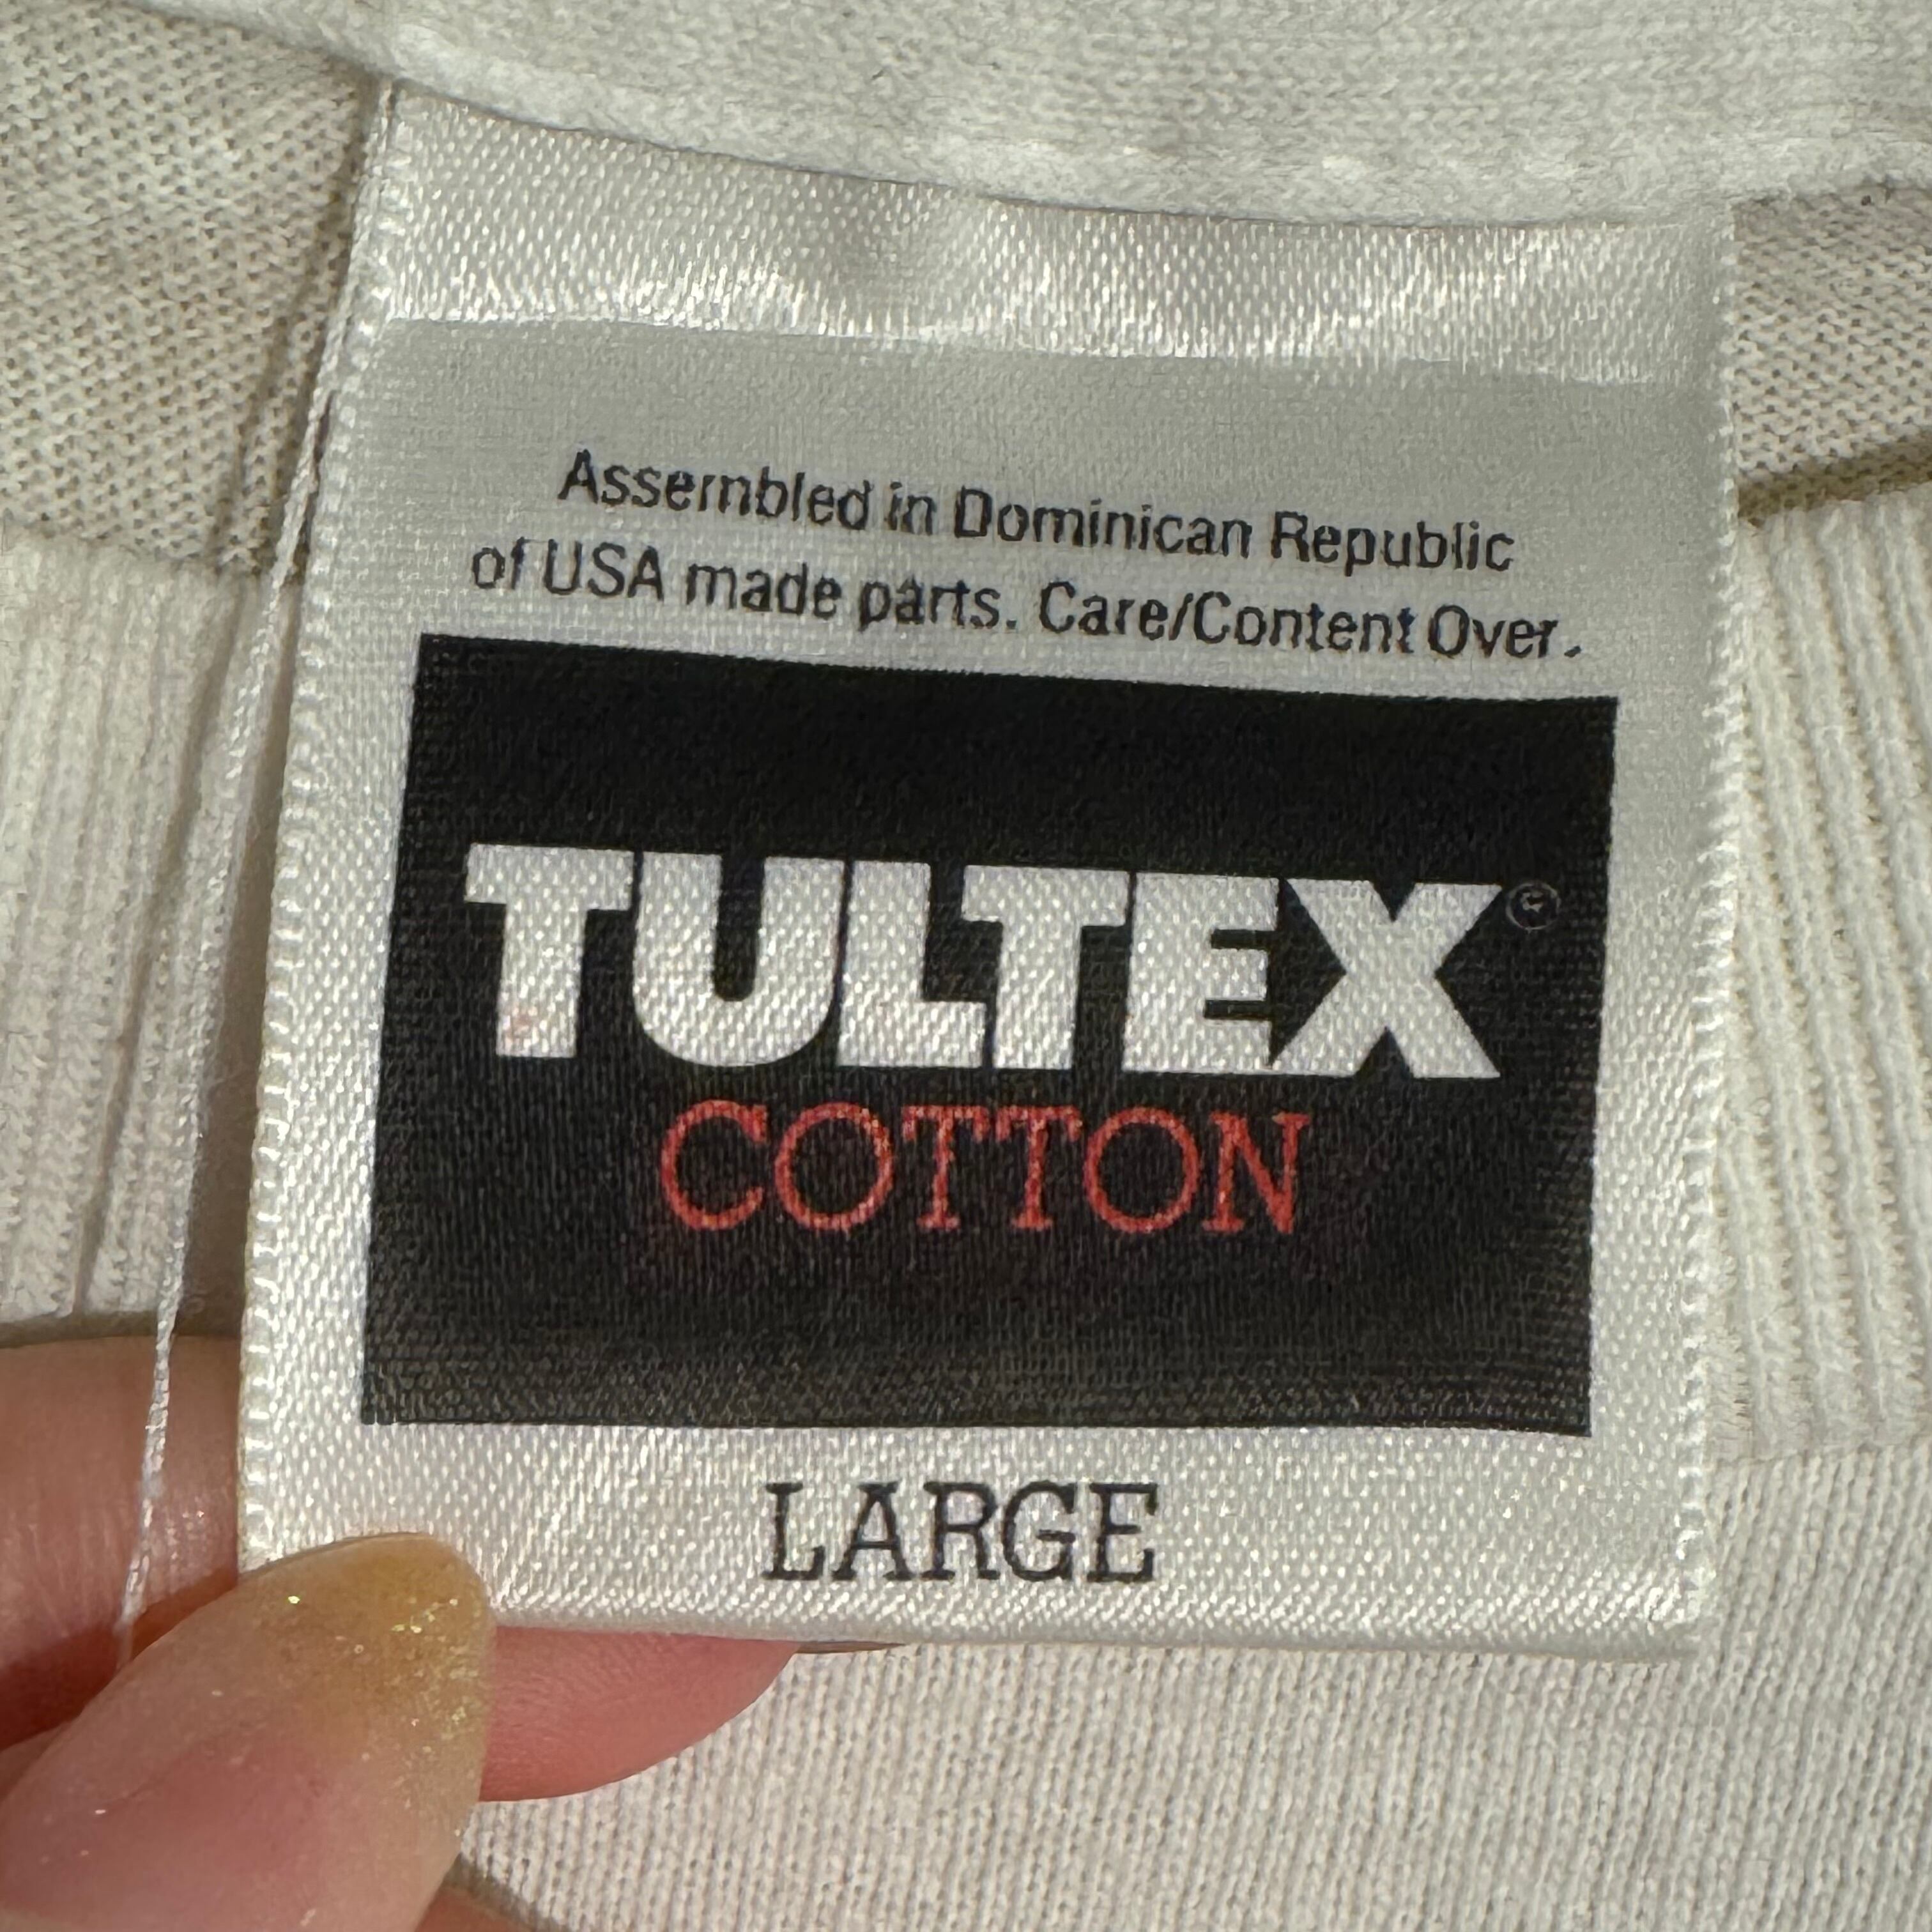 Assembled in Dominican Republic
of USA made parts. Care/Content Over.
TULTEX®
COTTON
LARGE